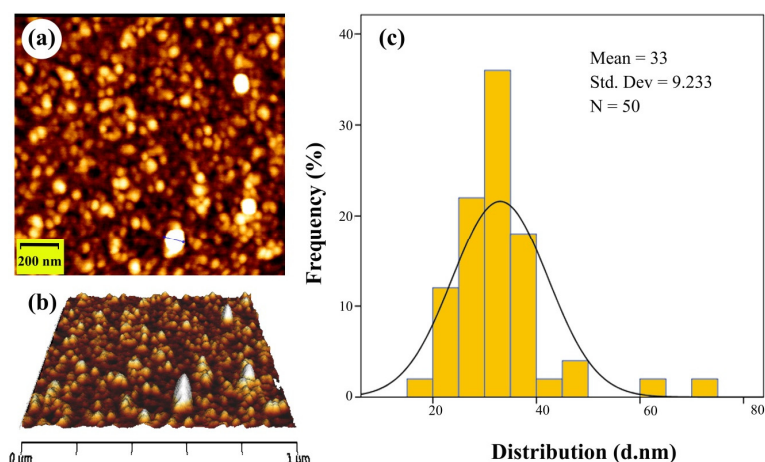 (a)
200 nm
(b)
0 µm
1 µm
(c)
Mean = 33
Std. Dev = 9.233
N = 50
Frequency (%)
40
30
20
10
0
20
40
60
80
Distribution (d.nm)